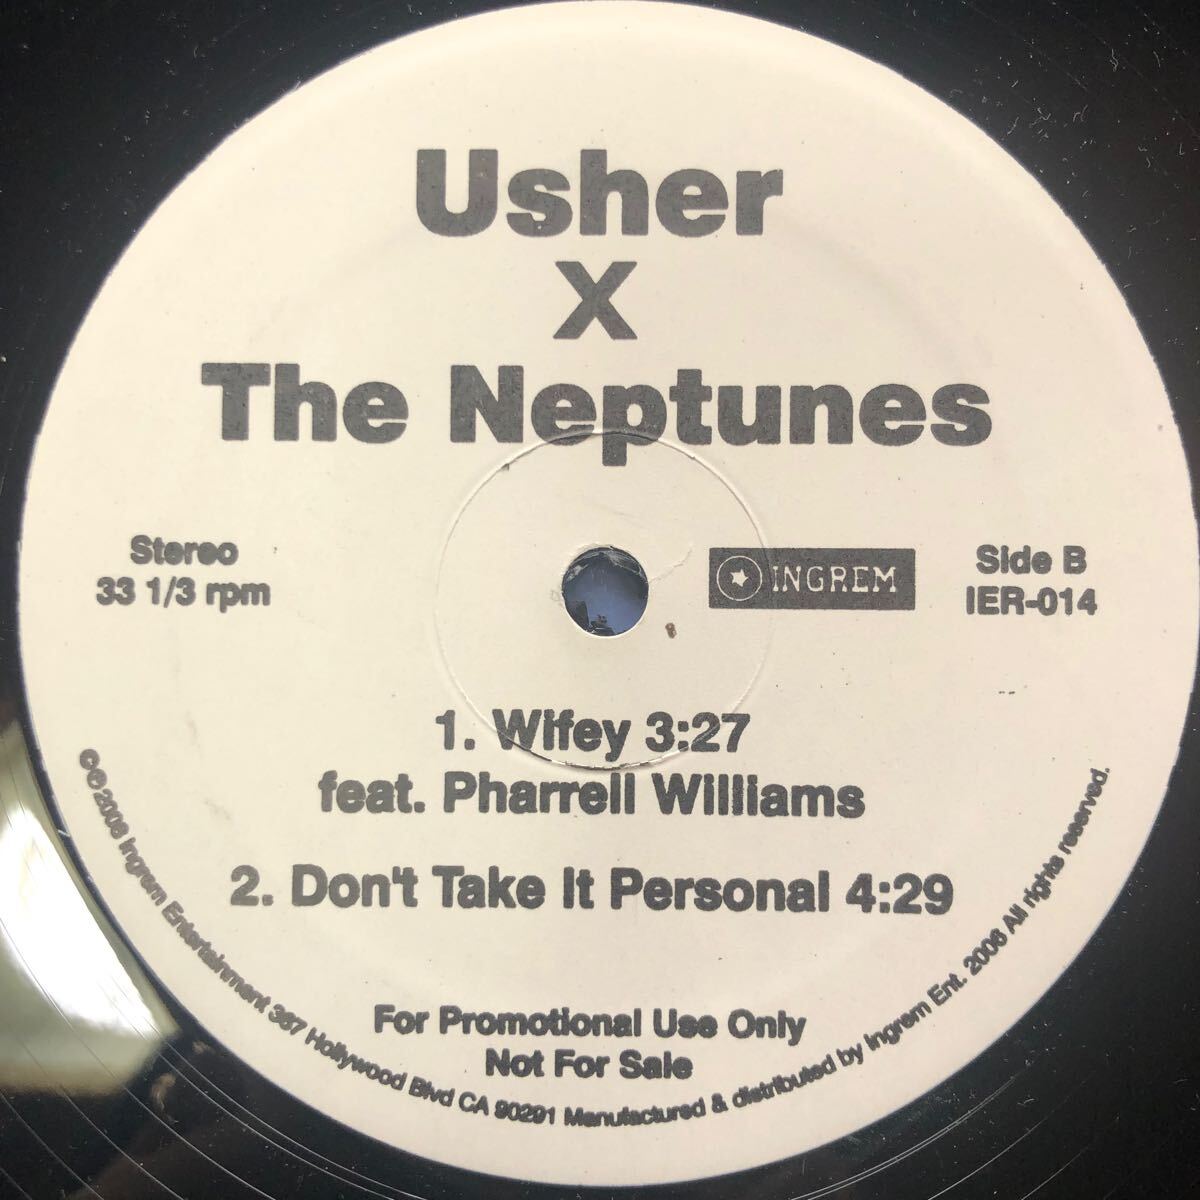 Usher
X
The Neptunes
Stereo
33 1/3 rpm
INGREM
Side B
IER-014
1. Wifey 3:27
feat. Pharrell Williams
2. Don't Take It Personal 4:29
For Promotional Use Only
Not For Sale
©©2006 Ingrem Entertainment 387 Hollywood Blvd CA 90291 Manufactured & distributed by Ingrem Ent. 2006 All rights reserved.